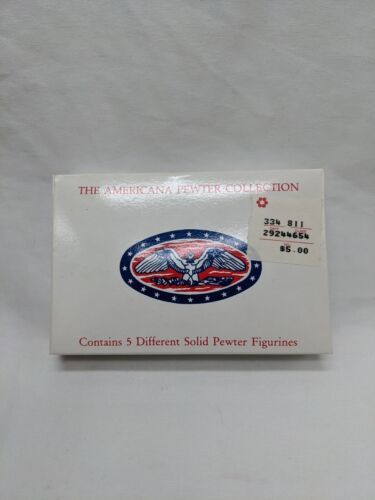 THE AMERICANA PEWTER COLLECTION
334 811
29244654
$5.00
Contains 5 Different Solid Pewter Figurines